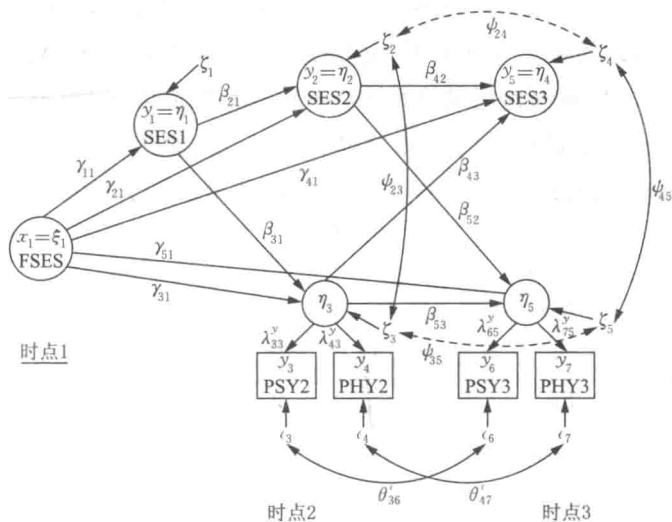 ζ₁
ζ₂
ψ₂₄
ζ₄
y₂=η₂
SES2
β₄₂
y₅=η₄
SES3
β₂₁
y₁=η₁
SES1
γ₁₁
γ₂₁
γ₄₁
ψ₂₃
β₄₃
ψ₄₅
β₃₁
β₅₂
x₁=ξ₁
FSES
γ₅₁
γ₃₁
η₃
β₅₃
η₅
ζ₃
ζ₅
ψ₃₅
λ₃₃ʸ
λ₄₃ʸ
λ₆₅ʸ
λ₇₅ʸ
时点1
y₃
PSY2
y₄
PHY2
y₆
PSY3
y₇
PHY3
ε₃
ε₄
ε₆
ε₇
θ₃₆ᵋ
θ₄₇ᵋ
时点2
时点3